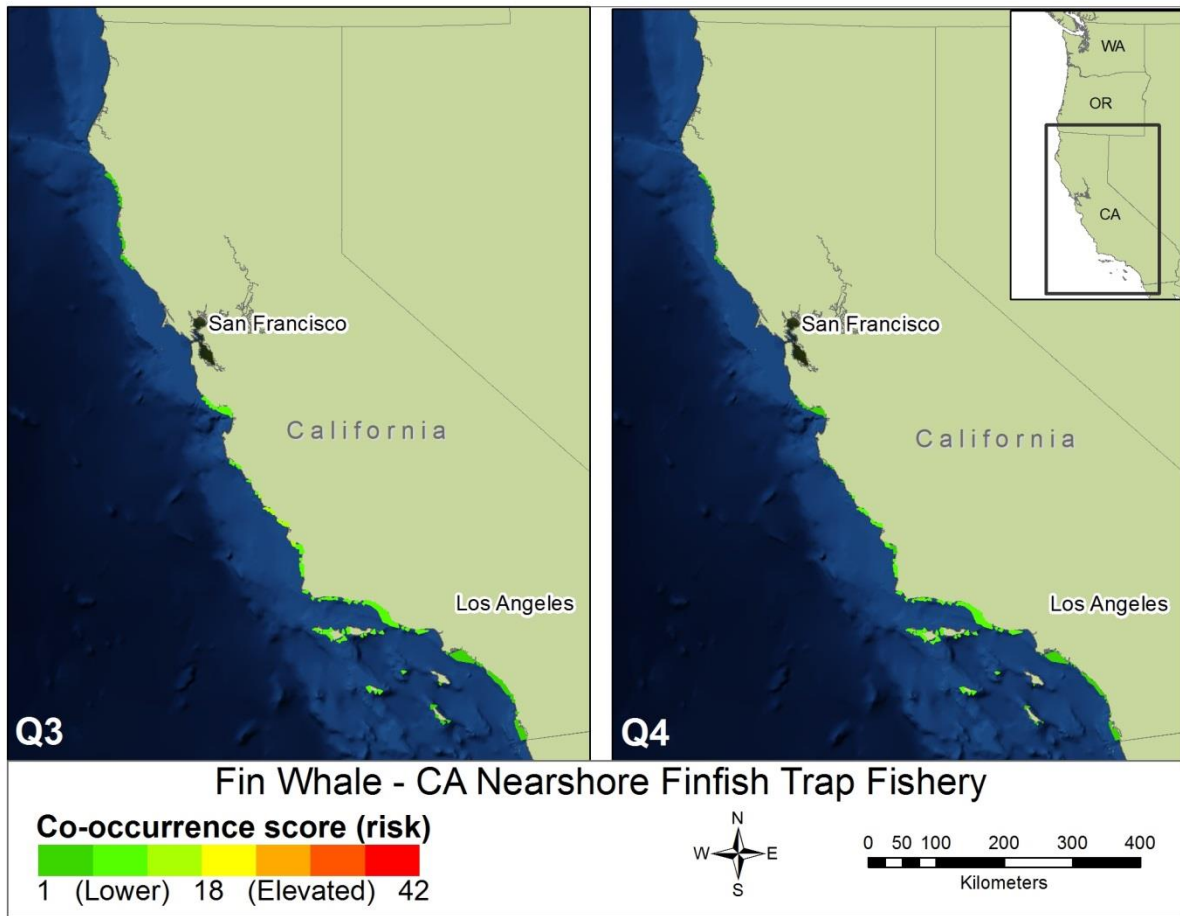 WA
OR
CA
San Francisco
California
Los Angeles
Q3
San Francisco
California
Los Angeles
Q4
Fin Whale - CA Nearshore Finfish Trap Fishery
Co-occurrence score (risk)
1 (Lower) 18 (Elevated) 42
N
W E
S
0 50 100 200 300 400
Kilometers